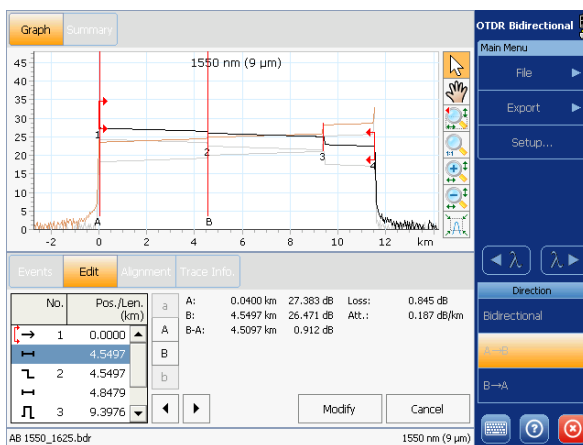 Graph
Summary
OTDR Bidirectional
Main Menu
File
Export
Setup...
1550 nm (9 µm)
45
40
35
30
25
20
15
10
5
0
1
2
3
4
A
B
-2
0
2
4
6
8
10
12
km
1:1
λ
λ
Events
Edit
Alignment
Trace Info.
Direction
Bidirectional
A→B
B→A
No.
Pos./Len.
(km)
1 0.0000
4.5497
2 4.5497
4.8479
3 9.3976
a
A
B
b
A: 0.0400 km 27.383 dB Loss: 0.845 dB
B: 4.5497 km 26.471 dB Att.: 0.187 dB/km
B-A: 4.5097 km 0.912 dB
Modify
Cancel
AB 1550_1625.bdr
1550 nm (9 µm)